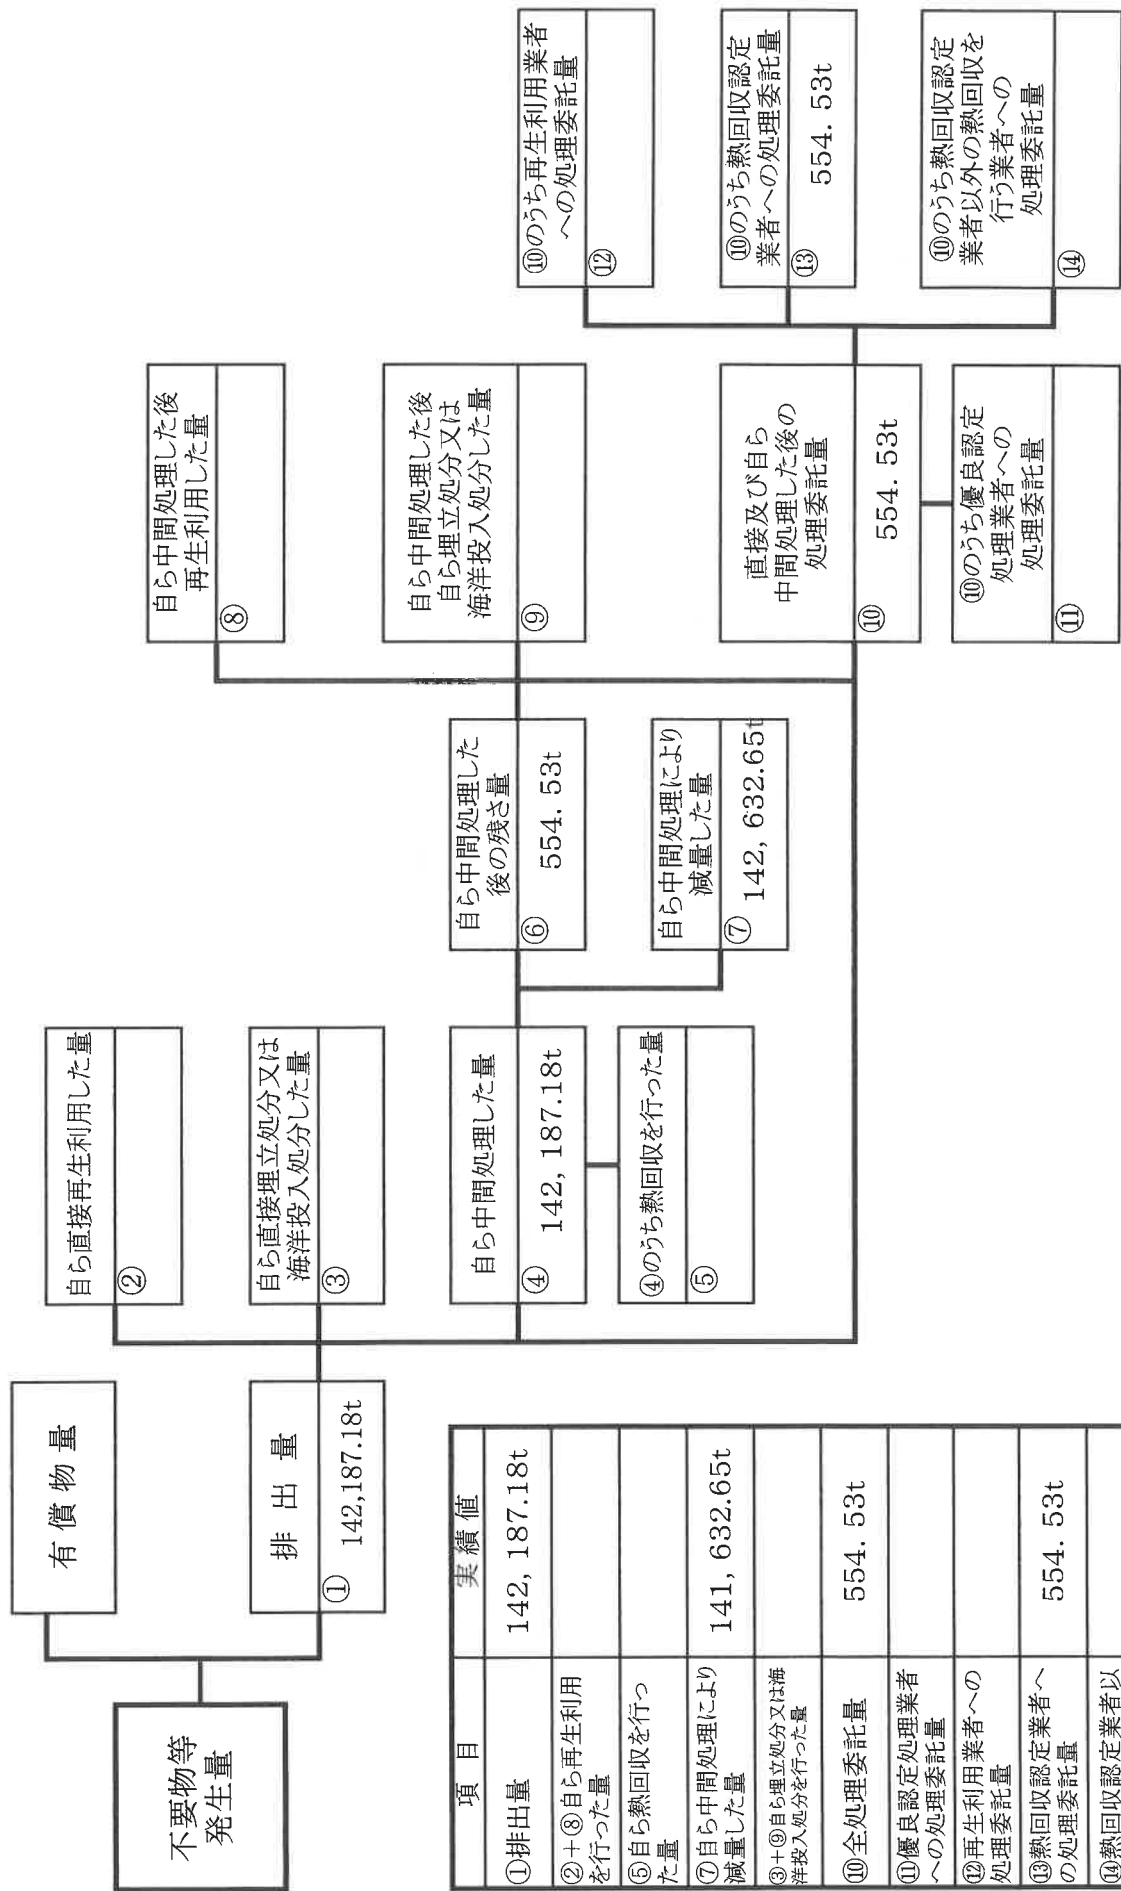 不要物等
発生量
有償物量
排出量
①
142,187.18t
自ら直接再生利用した量
②
自ら直接埋立処分又は
海洋投入処分した量
③
自ら中間処理した量
④
142, 187.18t
④のうち熱回収を行った量
⑤
自ら中間処理した
後の残さ量
⑥
554. 53t
自ら中間処理により
減量した量
⑦
142, 632.65t
自ら中間処理した後
再生利用した量
⑧
自ら中間処理した後
自ら埋立処分又は
海洋投入処分した量
⑨
直接及び自ら
中間処理した後の
処理委託量
⑩
554. 53t
⑩のうち優良認定
処理業者への
処理委託量
⑪
⑩のうち再生利用業者
への処理委託量
⑫
⑩のうち熱回収認定
業者への処理委託量
⑬
554. 53t
⑩のうち熱回収認定
業者以外の熱回収を
行う業者への
処理委託量
⑭
項目 実績値
①排出量 142, 187.18t
②+⑧自ら再生利用
を行った量
⑤自ら熱回収を行っ
た量
⑦自ら中間処理により
減量した量 141, 632.65t
③+⑨自ら埋立処分又は海
洋投入処分を行った量
⑩全処理委託量 554. 53t
⑪優良認定処理業者
への処理委託量
⑫再生利用業者への
処理委託量
⑬熱回収認定業者へ
の処理委託量 554. 53t
⑭熱回収認定業者以